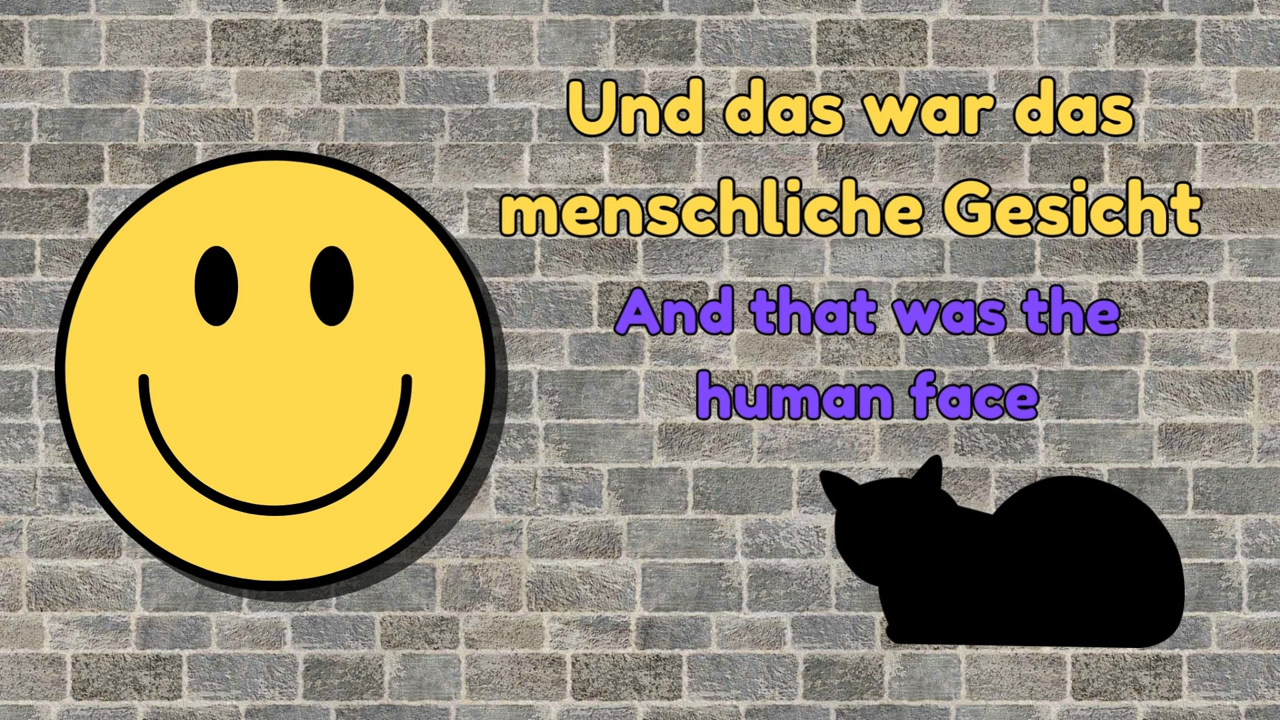 Und das war das
menschliche Gesicht
And that was the
human face